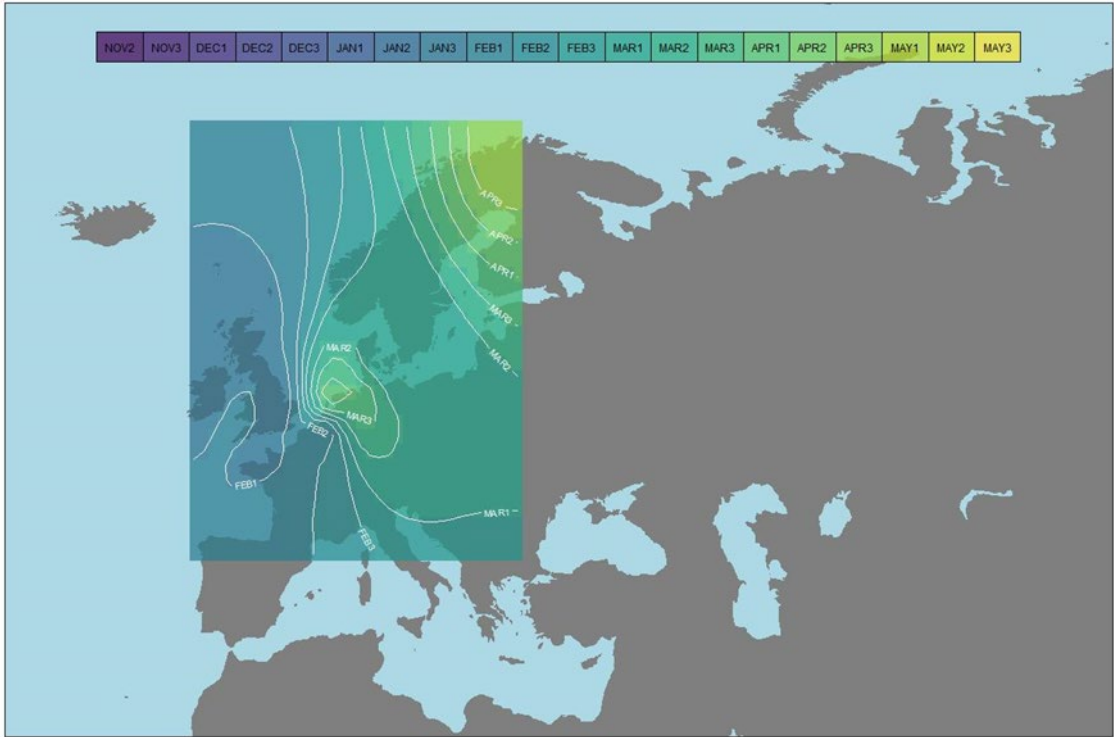 NOV2 NOV3 DEC1 DEC2 DEC3 JAN1 JAN2 JAN3 FEB1 FEB2 FEB3 MAR1 MAR2 MAR3 APR1 APR2 APR3 MAY1 MAY2 MAY3
APR3
APR2
APR1
MAR3
MAR2
MAR2
MAR3
FEB2
FEB1
MAR1
FEB3